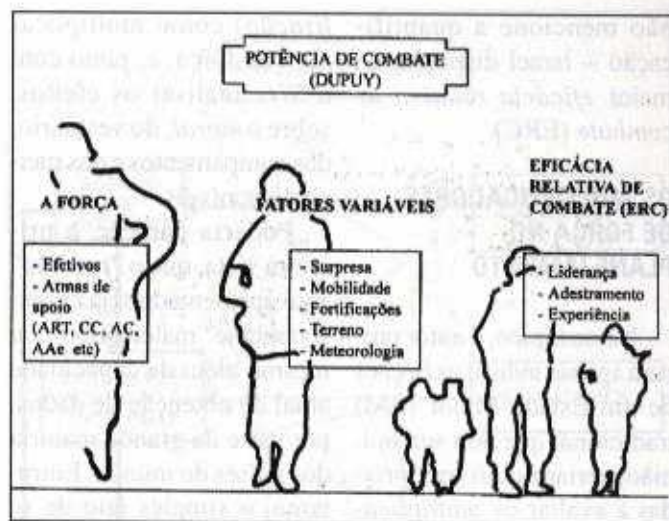 POTÊNCIA DE COMBATE
(DUPUY)
A FORÇA
- Efetivos
- Armas de
apoio
(ART, CC, AC,
AAe etc)
FATORES VARIÁVEIS
- Surpresa
- Mobilidade
- Fortificações
- Terreno
- Meteorologia
EFICÁCIA
RELATIVA DE
COMBATE (ERC)
- Liderança
- Adestramento
- Experiência